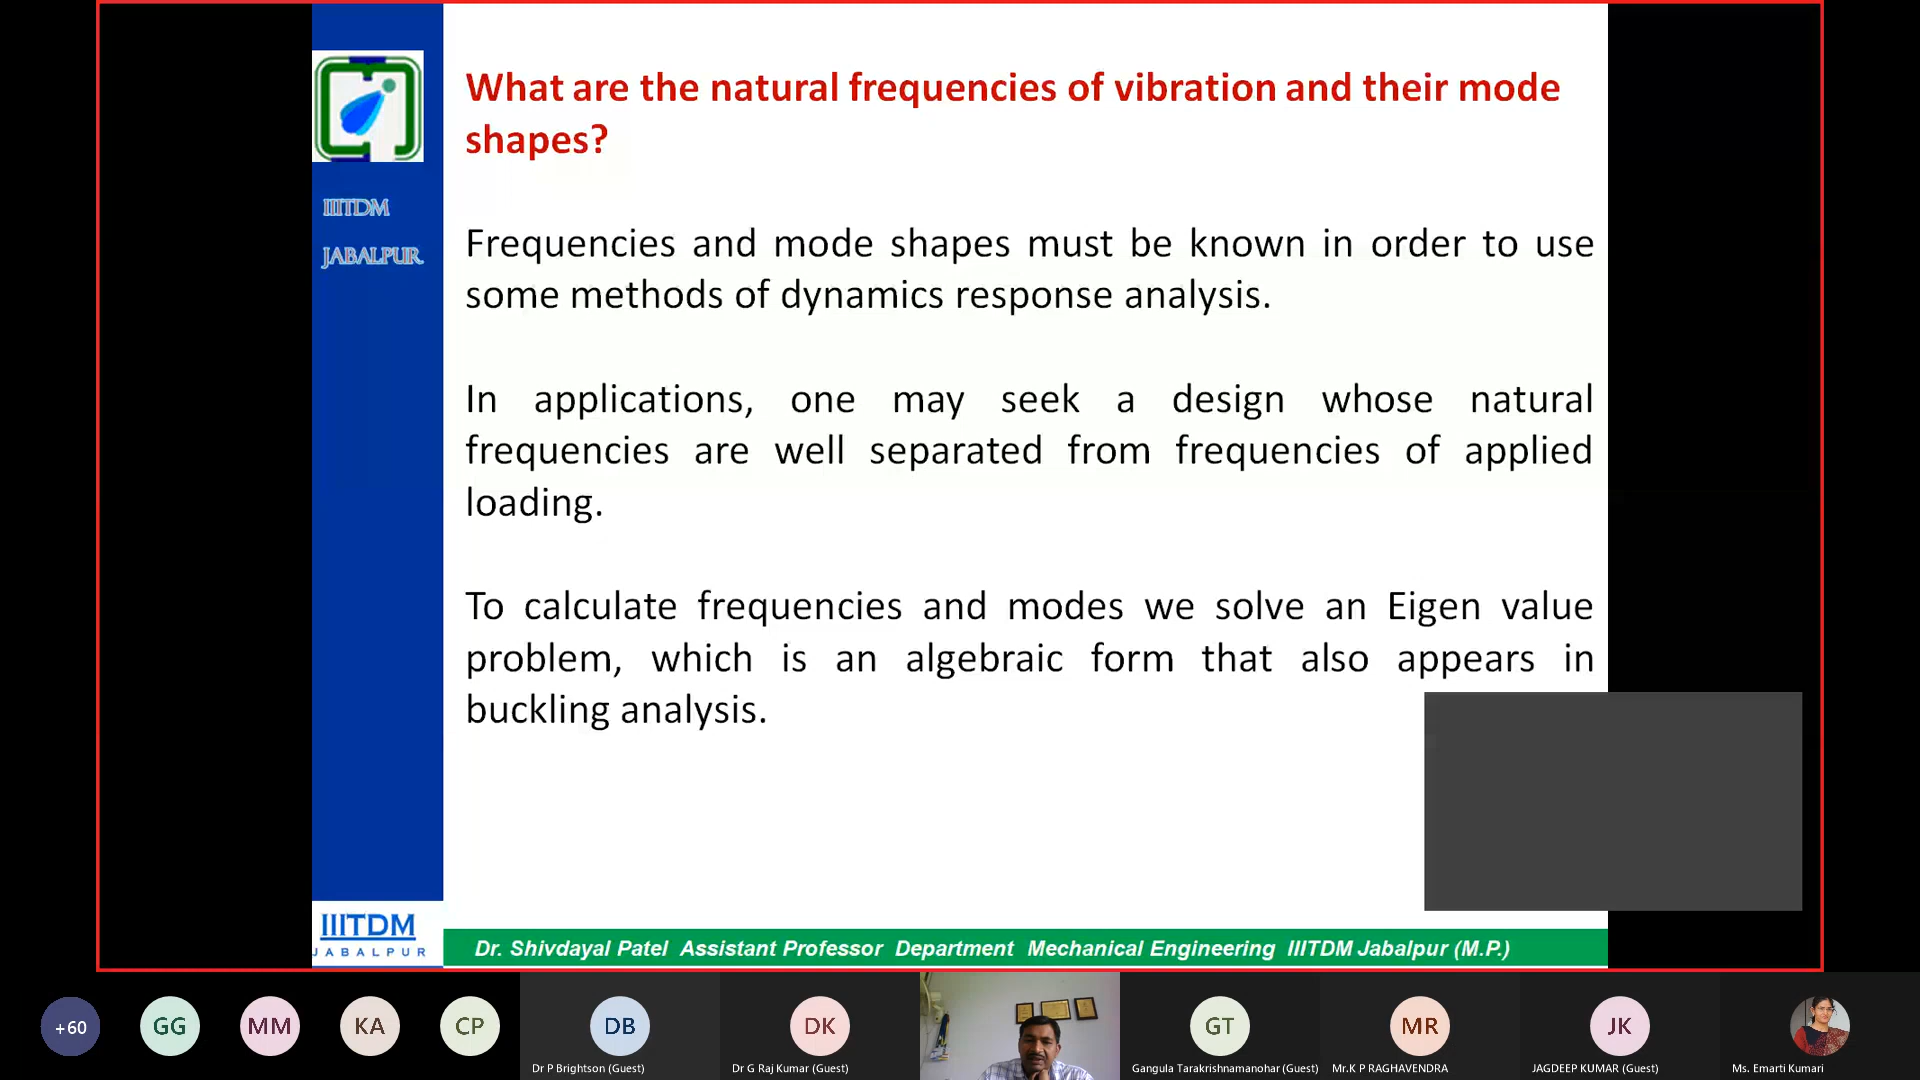 What are the natural frequencies of vibration and their mode
shapes?
IIITDM
JABALPUR
Frequencies and mode shapes must be known in order to use
some methods of dynamics response analysis.
In applications, one may seek a design whose natural
frequencies are well separated from frequencies of applied
loading.
To calculate frequencies and modes we solve an Eigen value
problem, which is an algebraic form that also appears in
buckling analysis.
IIITDM
JABALPUR
Dr. Shivdayal Patel Assistant Professor Department Mechanical Engineering IIITDM Jabalpur (M.P.)
+60
GG
MM
KA
CP
DB
DK
GT
MR
JK
Dr P Brightson (Guest)
Dr G Raj Kumar (Guest)
Gangula Tarakrishnamanohar (Guest)
Mr.K P RAGHAVENDRA
JAGDEEP KUMAR (Guest)
Ms. Emarti Kumari